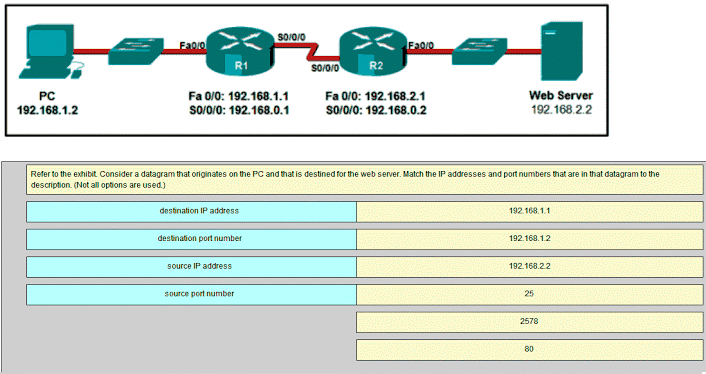 Fa0/0
S0/0/0
R1
S0/0/0
R2
Fa0/0
PC
192.168.1.2
Fa 0/0: 192.168.1.1
S0/0/0: 192.168.0.1
Fa 0/0: 192.168.2.1
S0/0/0: 192.168.0.2
Web Server
192.168.2.2
Refer to the exhibit. Consider a datagram that originates on the PC and that is destined for the web server. Match the IP addresses and port numbers that are in that datagram to the
description. (Not all options are used.)
destination IP address
192.168.1.1
destination port number
192.168.1.2
source IP address
192.168.2.2
source port number
25
2578
80